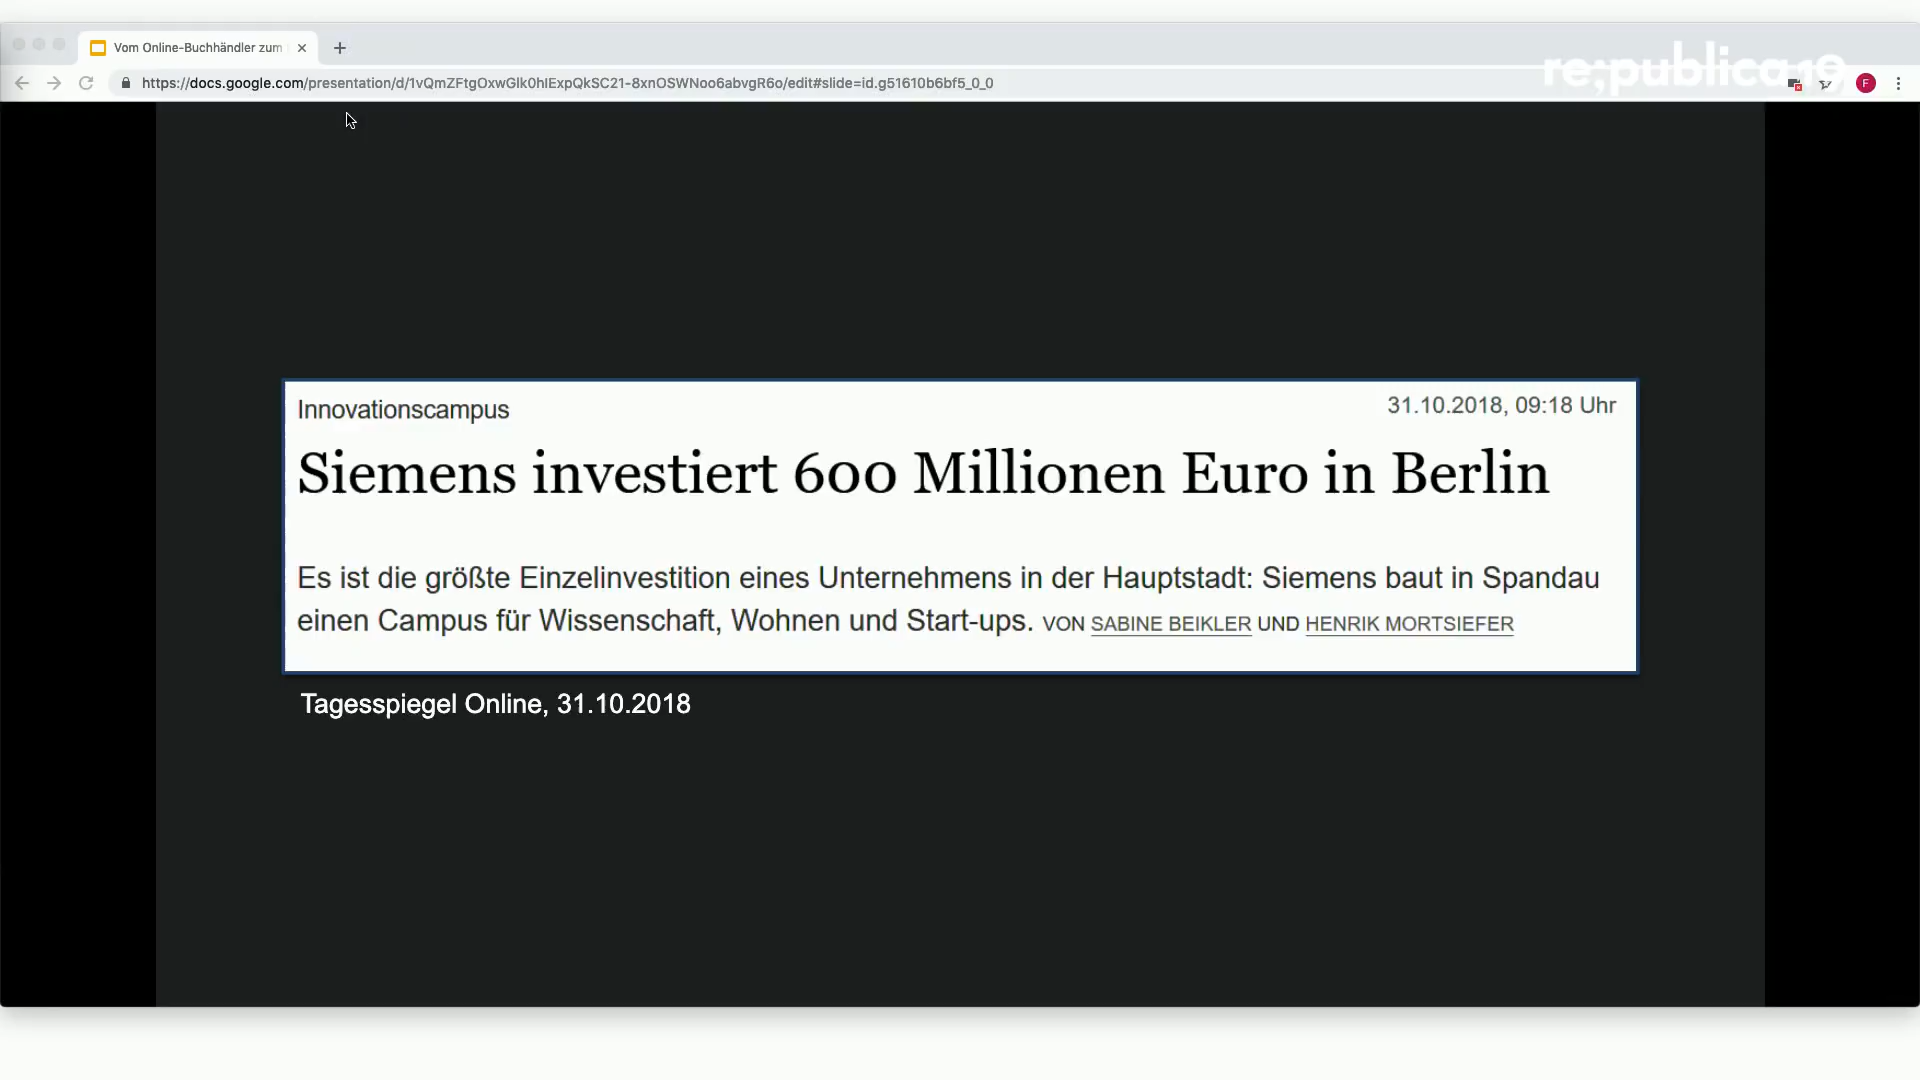 Vom Online-Buchhändler zum
re;publica19
https://docs.google.com/presentation/d/1vQmZFtgOxwGlk0hIExpQkSC21-8xnOSWNoo6abvgR6o/edit#slide=id.g51610b6bf5_0_0
F
Innovationscampus
31.10.2018, 09:18 Uhr
Siemens investiert 600 Millionen Euro in Berlin
Es ist die größte Einzelinvestition eines Unternehmens in der Hauptstadt: Siemens baut in Spandau
einen Campus für Wissenschaft, Wohnen und Start-ups. VON SABINE BEIKLER UND HENRIK MORTSIEFER
Tagesspiegel Online, 31.10.2018